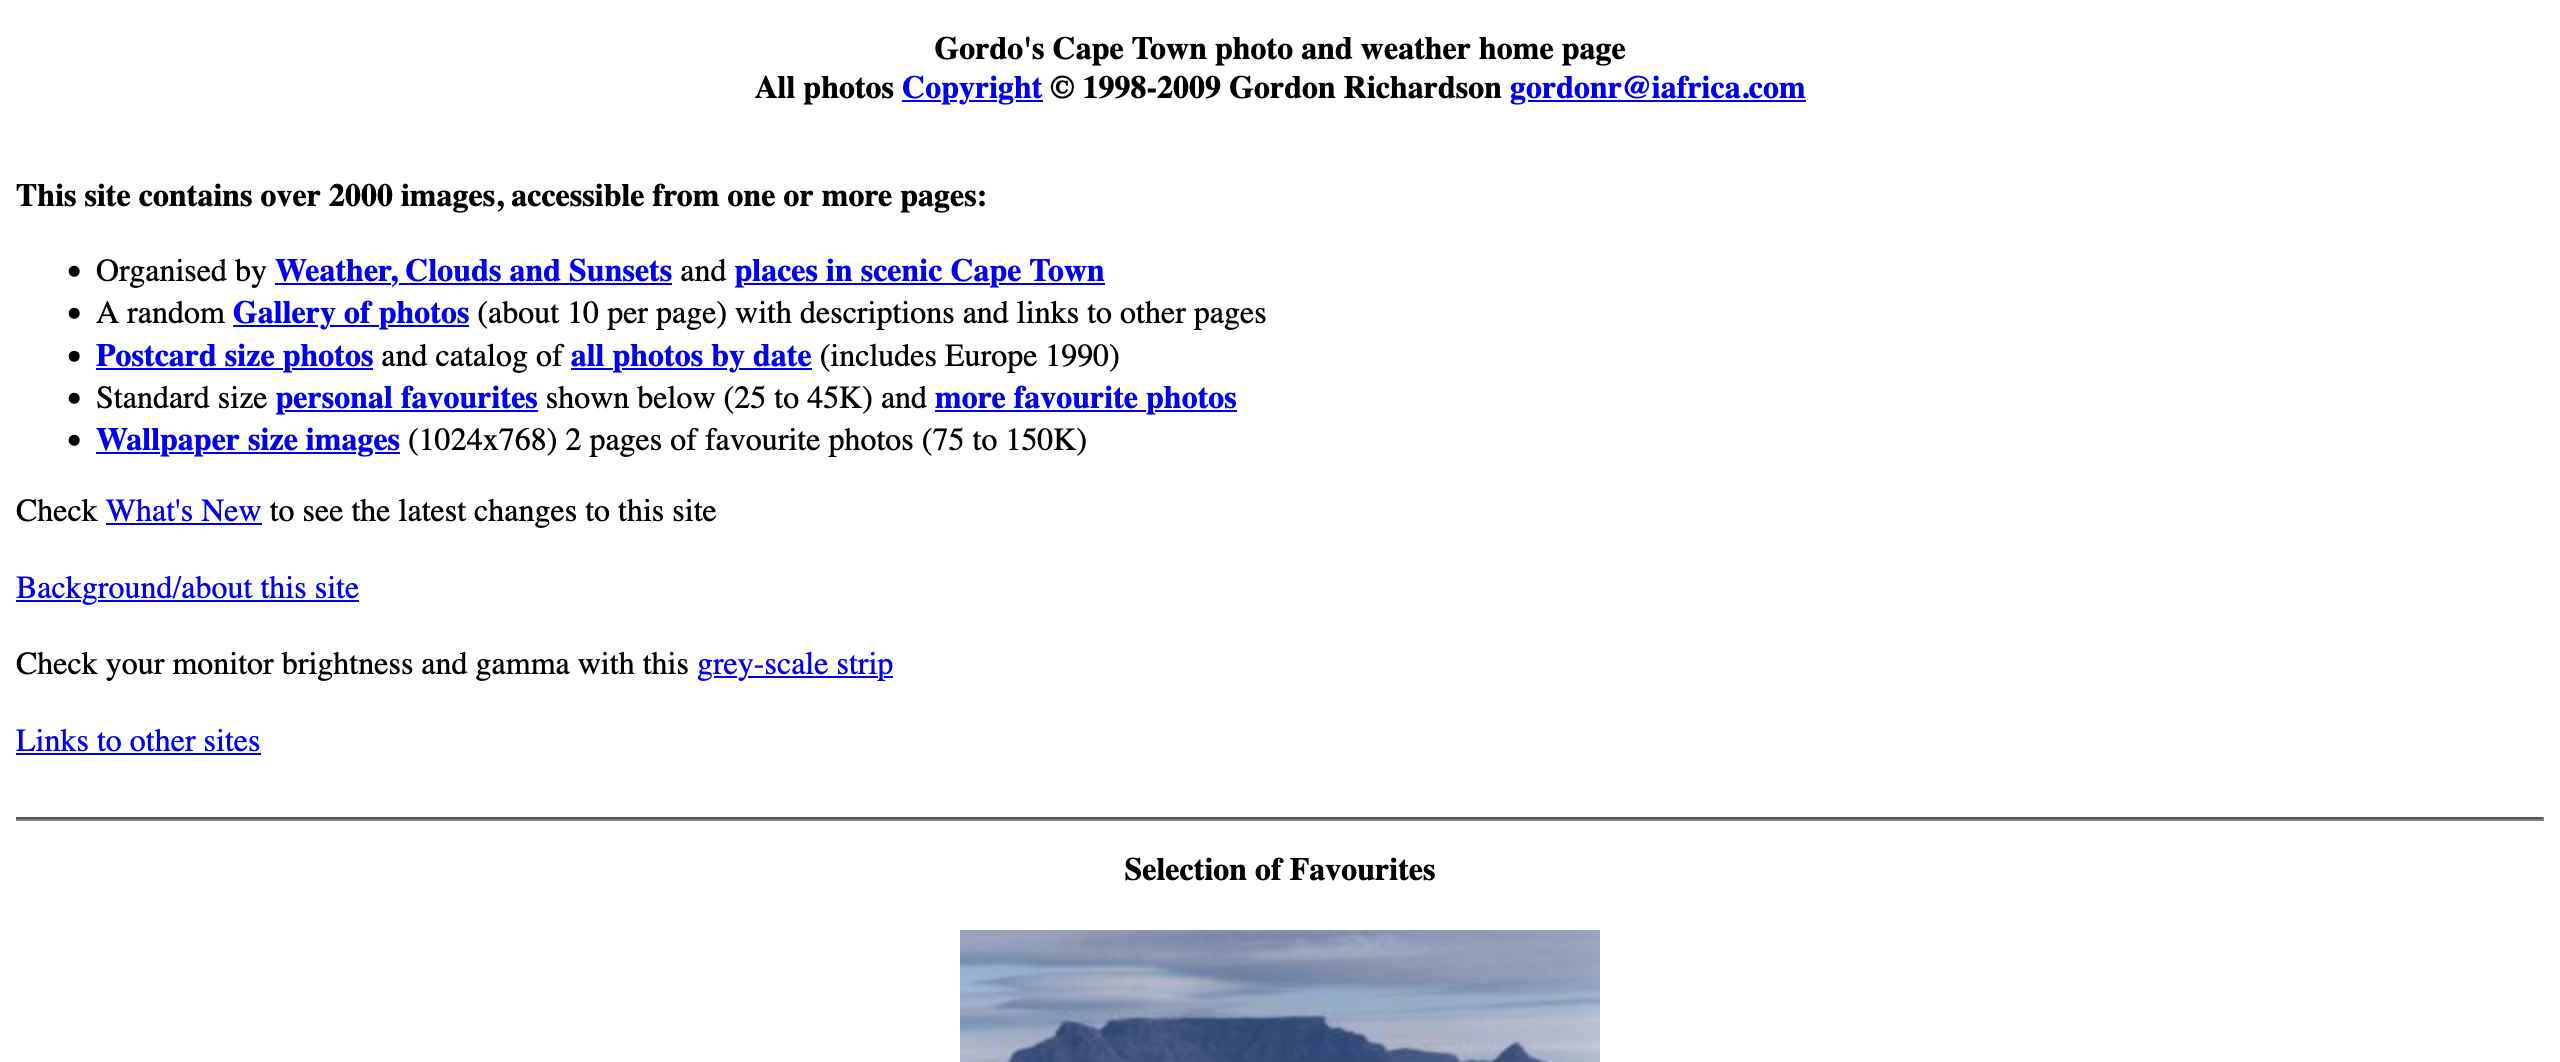 Gordo's Cape Town photo and weather home page
All photos Copyright © 1998-2009 Gordon Richardson gordonr@iafrica.com
This site contains over 2000 images, accessible from one or more pages:
• Organised by Weather, Clouds and Sunsets and places in scenic Cape Town
• A random Gallery of photos (about 10 per page) with descriptions and links to other pages
• Postcard size photos and catalog of all photos by date (includes Europe 1990)
• Standard size personal favourites shown below (25 to 45K) and more favourite photos
• Wallpaper size images (1024x768) 2 pages of favourite photos (75 to 150K)
Check What's New to see the latest changes to this site
Background/about this site
Check your monitor brightness and gamma with this grey-scale strip
Links to other sites
Selection of Favourites